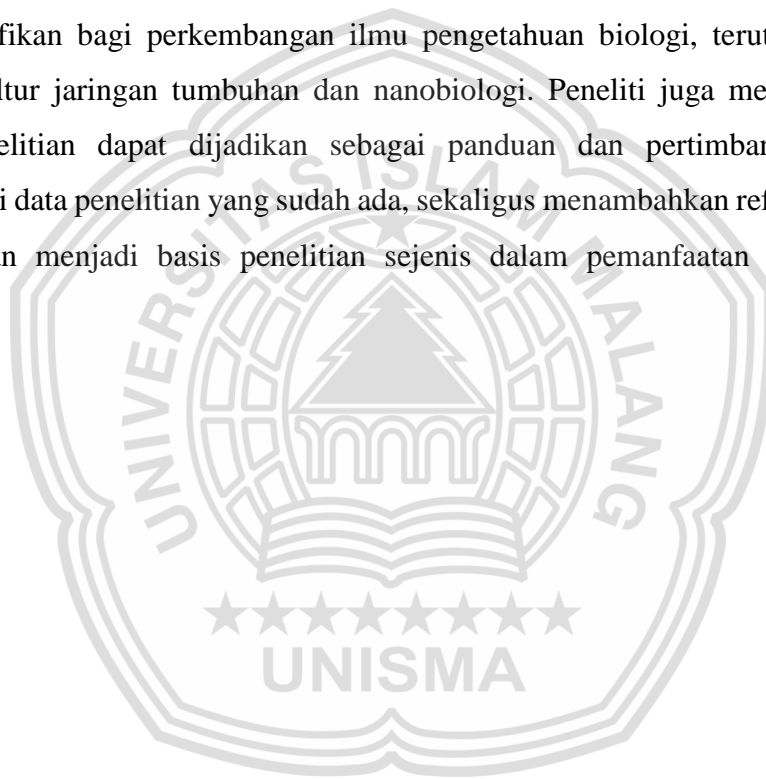 fikan bagi perkembangan ilmu pengetahuan biologi, terut
ltur jaringan tumbuhan dan nanobiologi. Peneliti juga me
elitian dapat dijadikan sebagai panduan dan pertimban
i data penelitian yang sudah ada, sekaligus menambahkan ref
n menjadi basis penelitian sejenis dalam pemanfaatan
UNIVERSITAS ISLAM MALANG
UNISMA